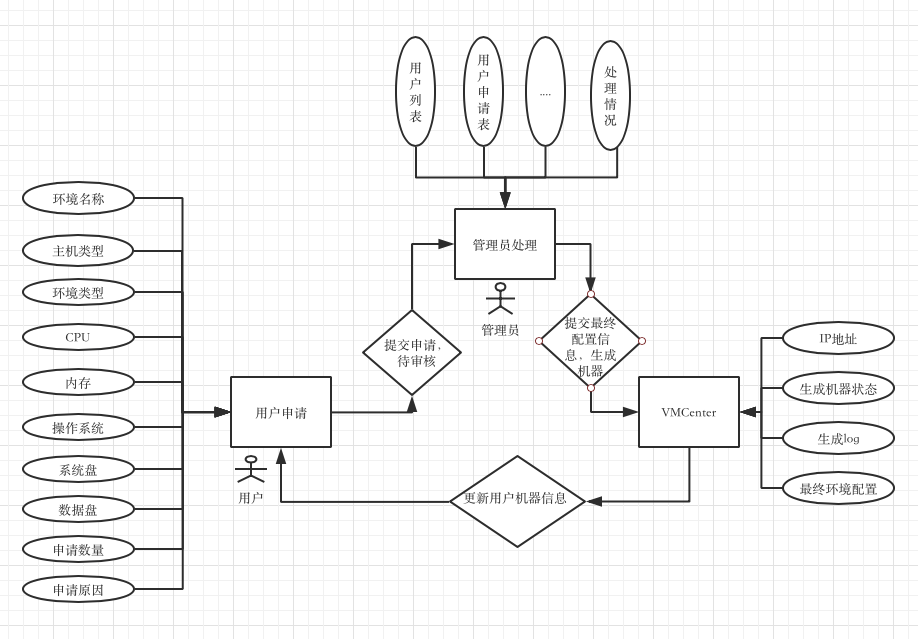 用户列表
用户申请表
....
处理情况
环境名称
主机类型
环境类型
CPU
内存
操作系统
系统盘
数据盘
申请数量
申请原因
用户申请
用户
提交申请，
待审核
管理员处理
管理员
提交最终
配置信
息，生成
机器
VMCenter
IP地址
生成机器状态
生成log
最终环境配置
更新用户机器信息